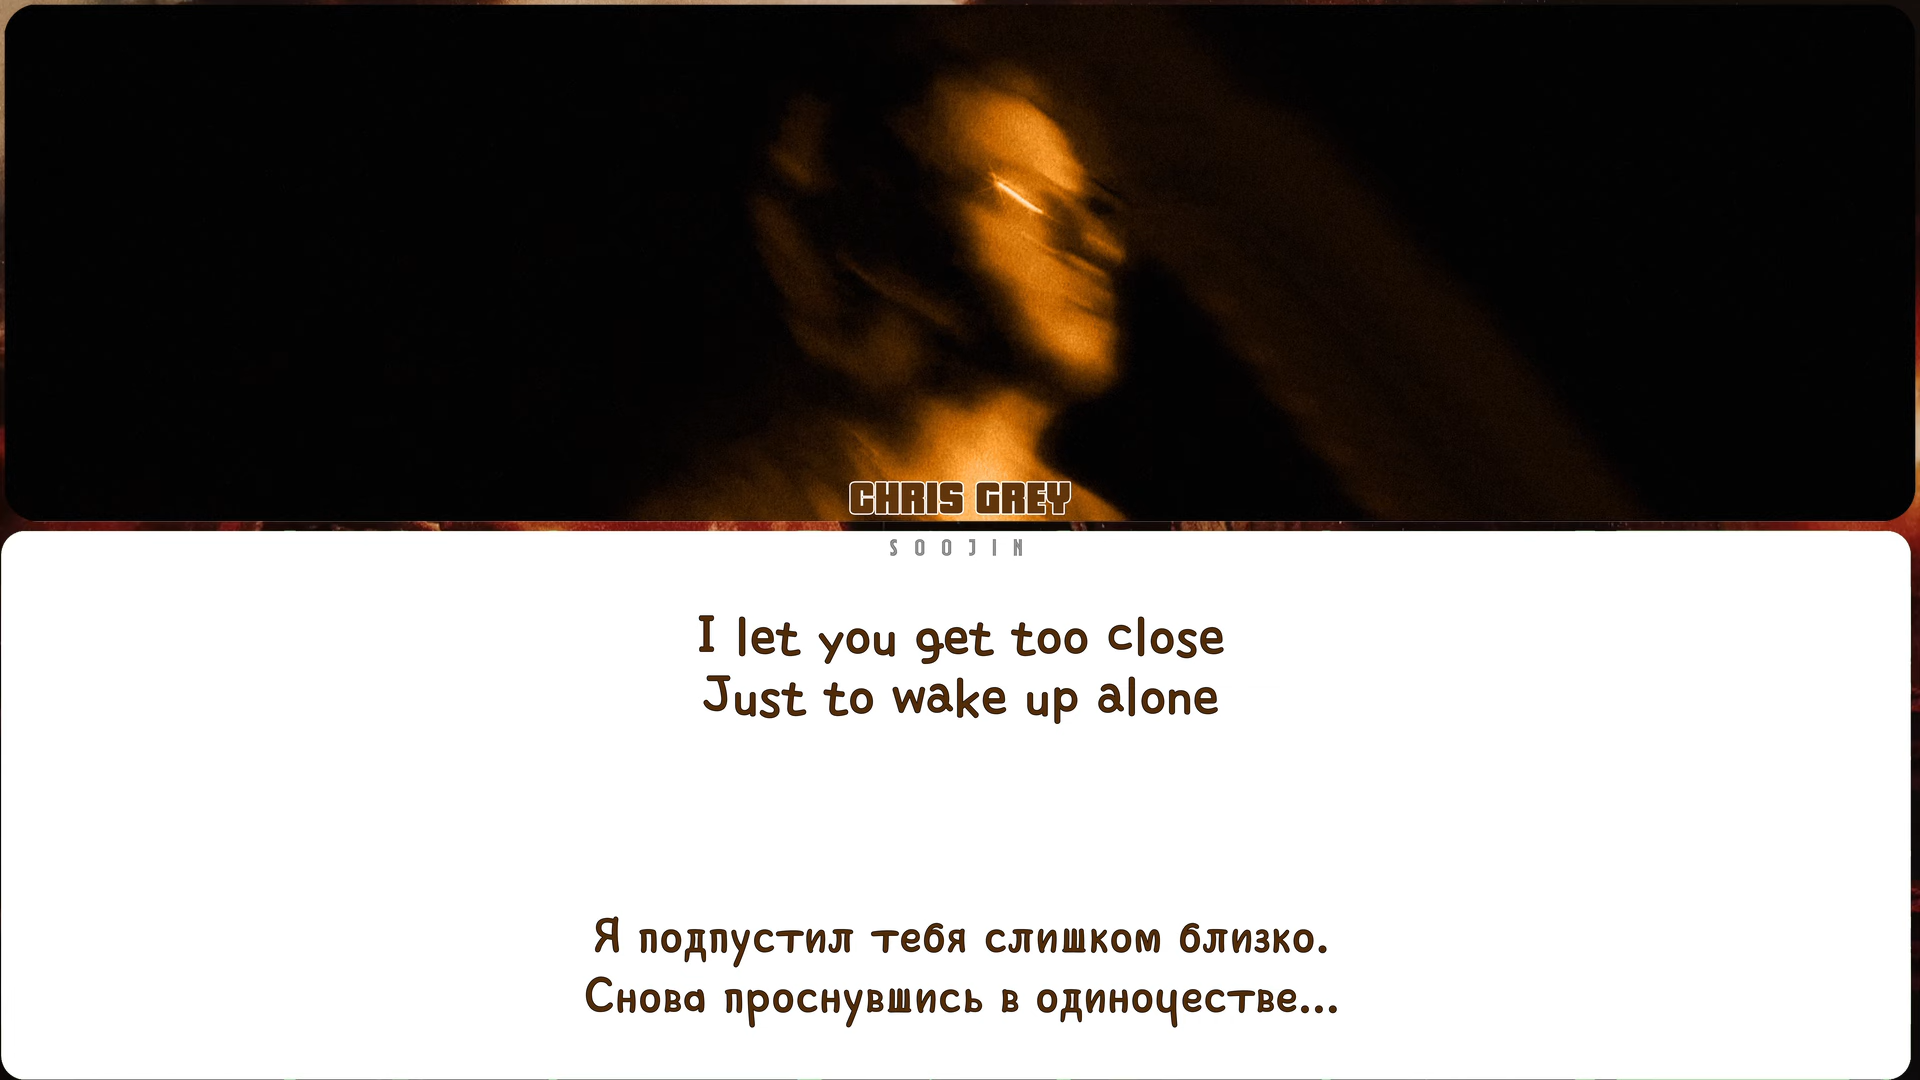 CHRIS GREY
SOOJIN
I let you get too close
Just to wake up alone
Я подпустил тебя слишком близко.
Снова проснувшись в одиночестве...